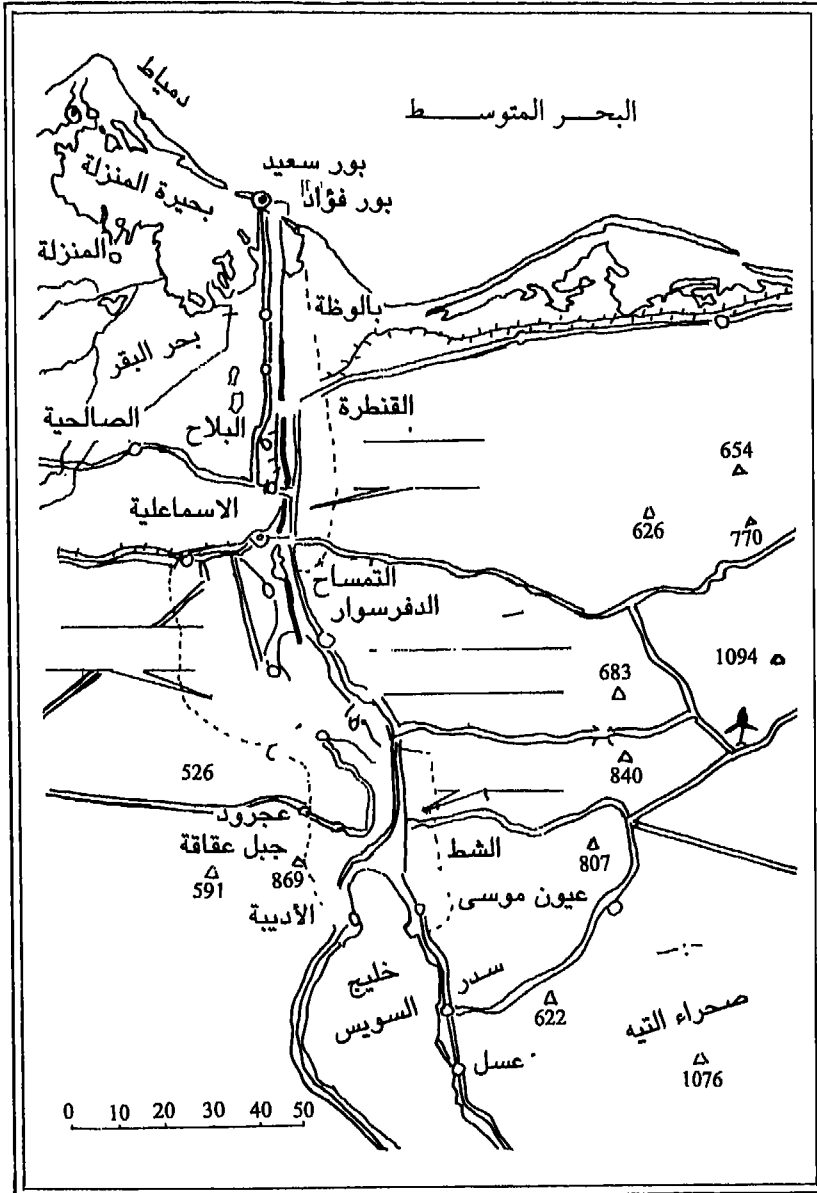 دمياط
البحر المتوسط
بور سعيد
بور فؤاد
بحيرة المنزلة
المنزلة
بالوظة
بحر البقر
القنطرة
الصالحية
البلاح
654
الاسماعلية
626
770
التمساح
الدفرسوار
1094
683
526
840
عجرود
جبل عقاقة
الشط
591
869
807
الأديبة
عيون موسى
خليج
السويس
سدر
622
صحراء التيه
عسل
1076
0 10 20 30 40 50